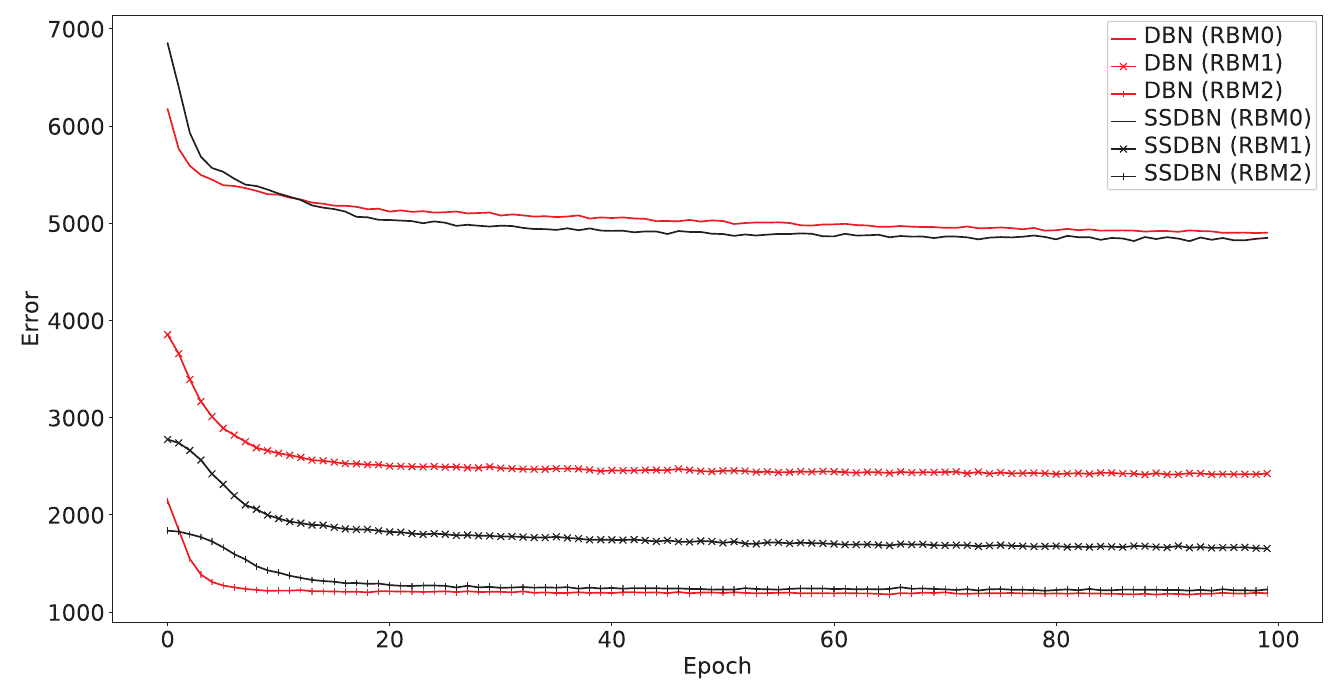 7000
6000
5000
4000
3000
2000
1000
Error
0 20 40 60 80 100
Epoch
DBN (RBM0)
DBN (RBM1)
DBN (RBM2)
SSDBN (RBM0)
SSDBN (RBM1)
SSDBN (RBM2)